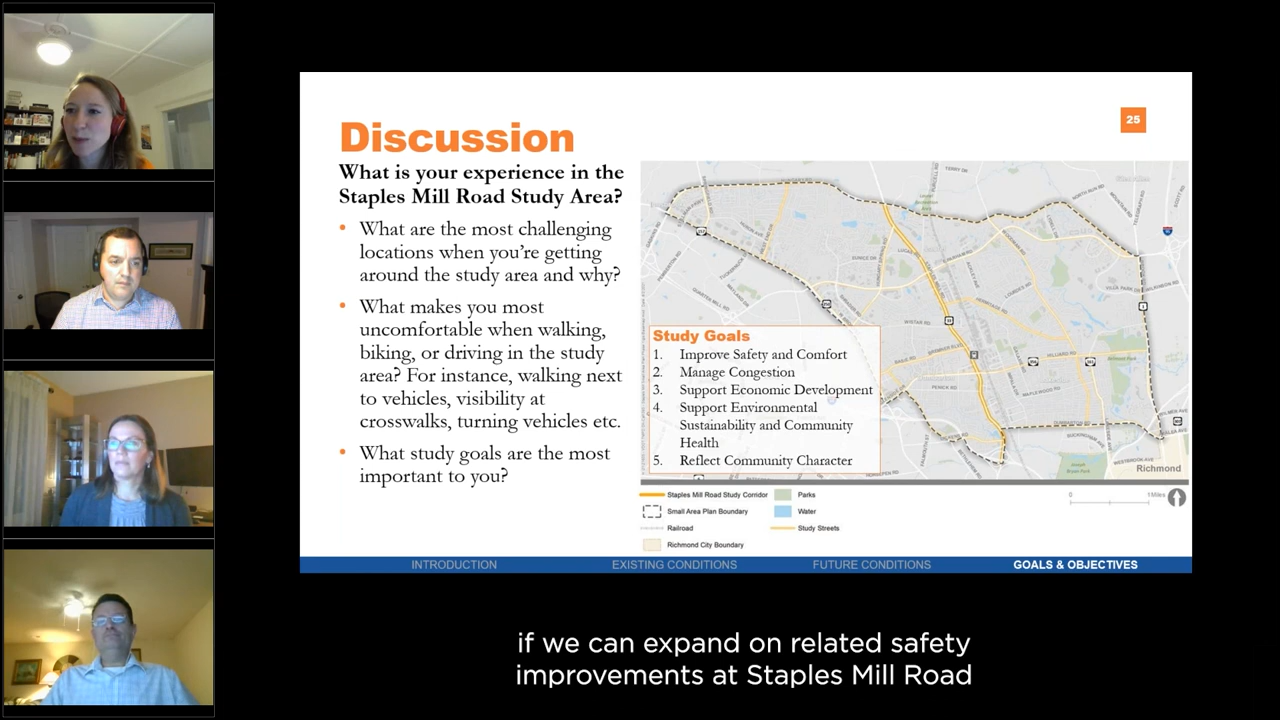 25
Discussion
What is your experience in the
Staples Mill Road Study Area?
• What are the most challenging
locations when you're getting
around the study area and why?
• What makes you most
uncomfortable when walking,
biking, or driving in the study
area? For instance, walking next
to vehicles, visibility at
crosswalks, turning vehicles etc.
• What study goals are the most
important to you?
Study Goals
1. Improve Safety and Comfort
2. Manage Congestion
3. Support Economic Development
4. Support Environmental
Sustainability and Community
Health
5. Reflect Community Character
Richmond
Staples Mill Road Study Corridor
Parks
Small Area Plan Boundary
Water
Railroad
Study Streets
Richmond City Boundary
0 1 Miles
INTRODUCTION
EXISTING CONDITIONS
FUTURE CONDITIONS
GOALS & OBJECTIVES
if we can expand on related safety
improvements at Staples Mill Road